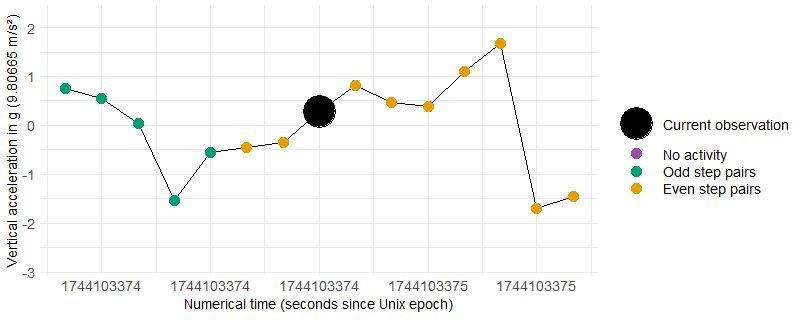 Vertical acceleration in g (9.80665 m/s²)
2
1
0
-1
-2
-3
1744103374 1744103374 1744103374 1744103375 1744103375
Numerical time (seconds since Unix epoch)
Current observation
No activity
Odd step pairs
Even step pairs